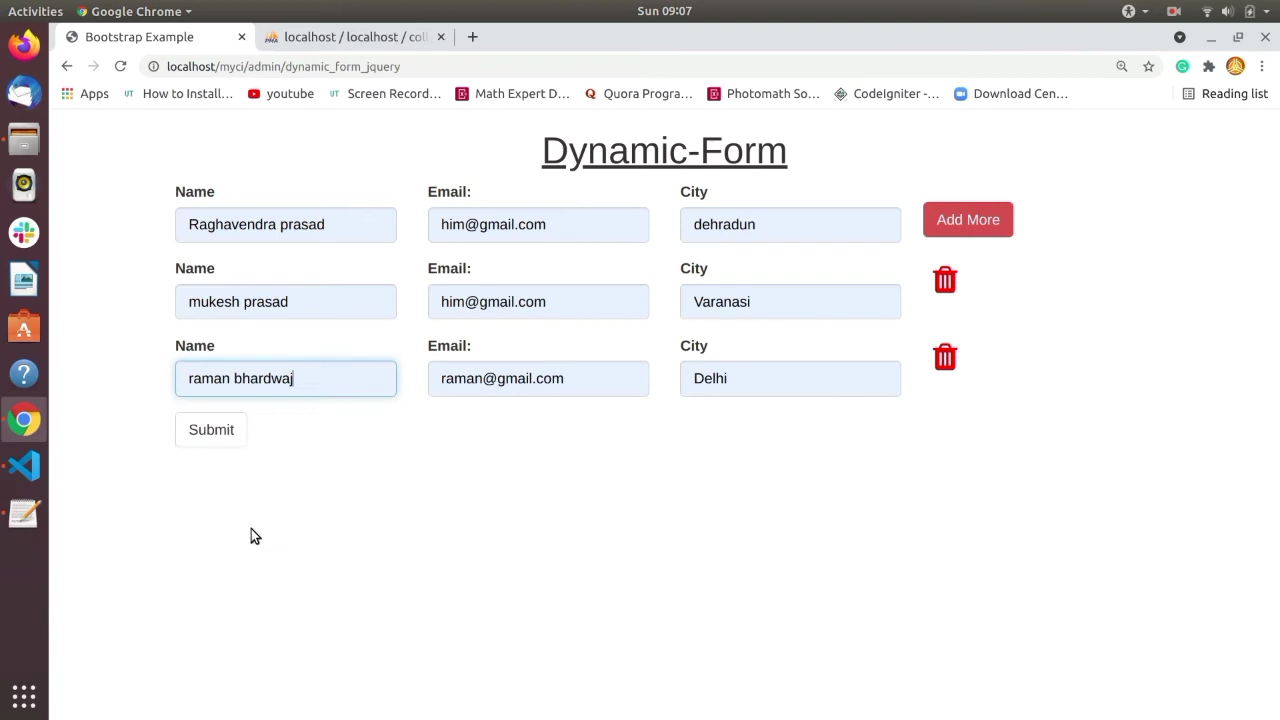 Activities Google Chrome Sun 09:07
Bootstrap Example localhost / localhost / col
localhost/myci/admin/dynamic_form_jquery
Apps UT How to Install... youtube UT Screen Record... Math Expert D... Quora Progra... Photomath So... CodeIgniter -... Download Cen... Reading list
Dynamic-Form
Name Email: City
Raghavendra prasad him@gmail.com dehradun Add More
Name Email: City
mukesh prasad him@gmail.com Varanasi
Name Email: City
raman bhardwaj raman@gmail.com Delhi
Submit